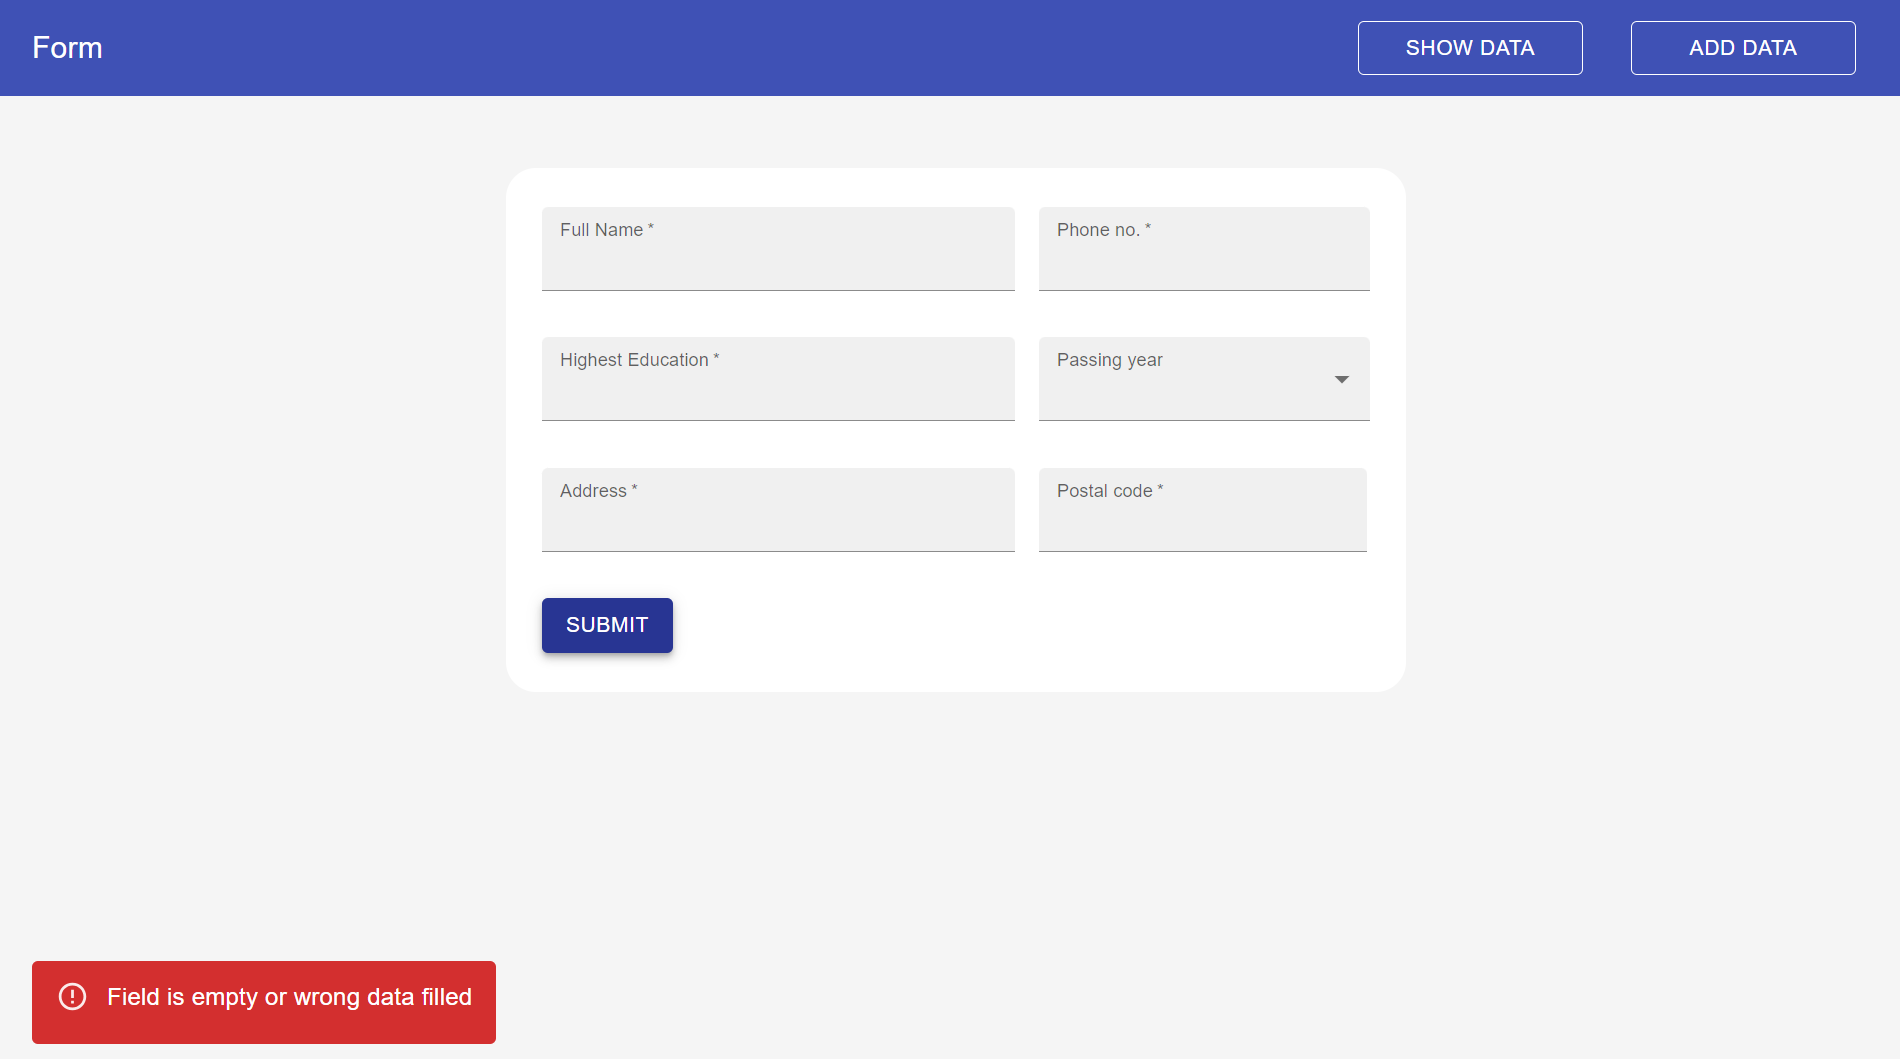 Form
SHOW DATA
ADD DATA
Full Name *
Phone no. *
Highest Education *
Passing year
Address *
Postal code *
SUBMIT
Field is empty or wrong data filled